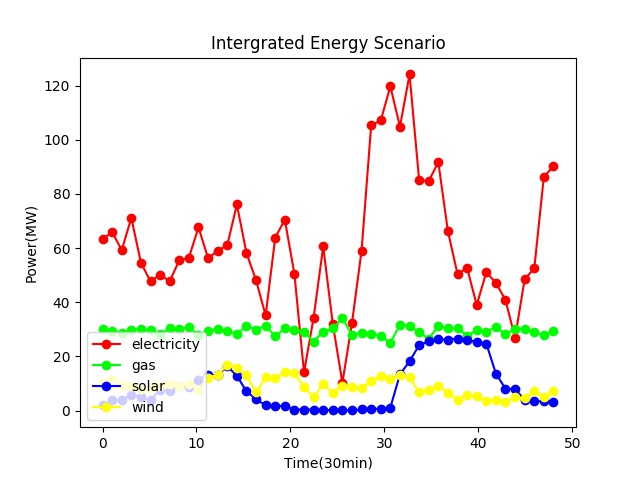 Intergrated Energy Scenario
Power(MW)
120
100
80
60
40
20
0
electricity
gas
solar
wind
0 10 20 30 40 50
Time(30min)